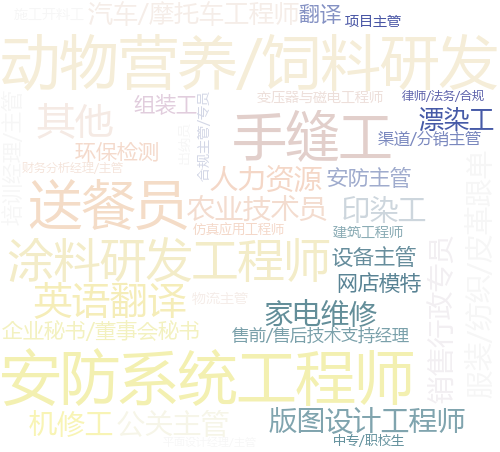 施工开料工
汽车/摩托车工程师
翻译
项目主管
动物营养/饲料研发
其他
组装工
合规主管/专员
变压器与磁电工程师
律师/法务/合规
漂染工
手缝工
渠道/分销主管
环保检测
财务分析经理/主管
人力资源
安防主管
送餐员
农业技术员
印染工
仿真应用工程师
建筑工程师
涂料研发工程师
设备主管
网店模特
英语翻译
物流主管
家电维修
企业秘书/董事会秘书
售前/售后技术支持经理
销售行政专员
安防系统工程师
机修工
公关主管
版图设计工程师
中专/职校生